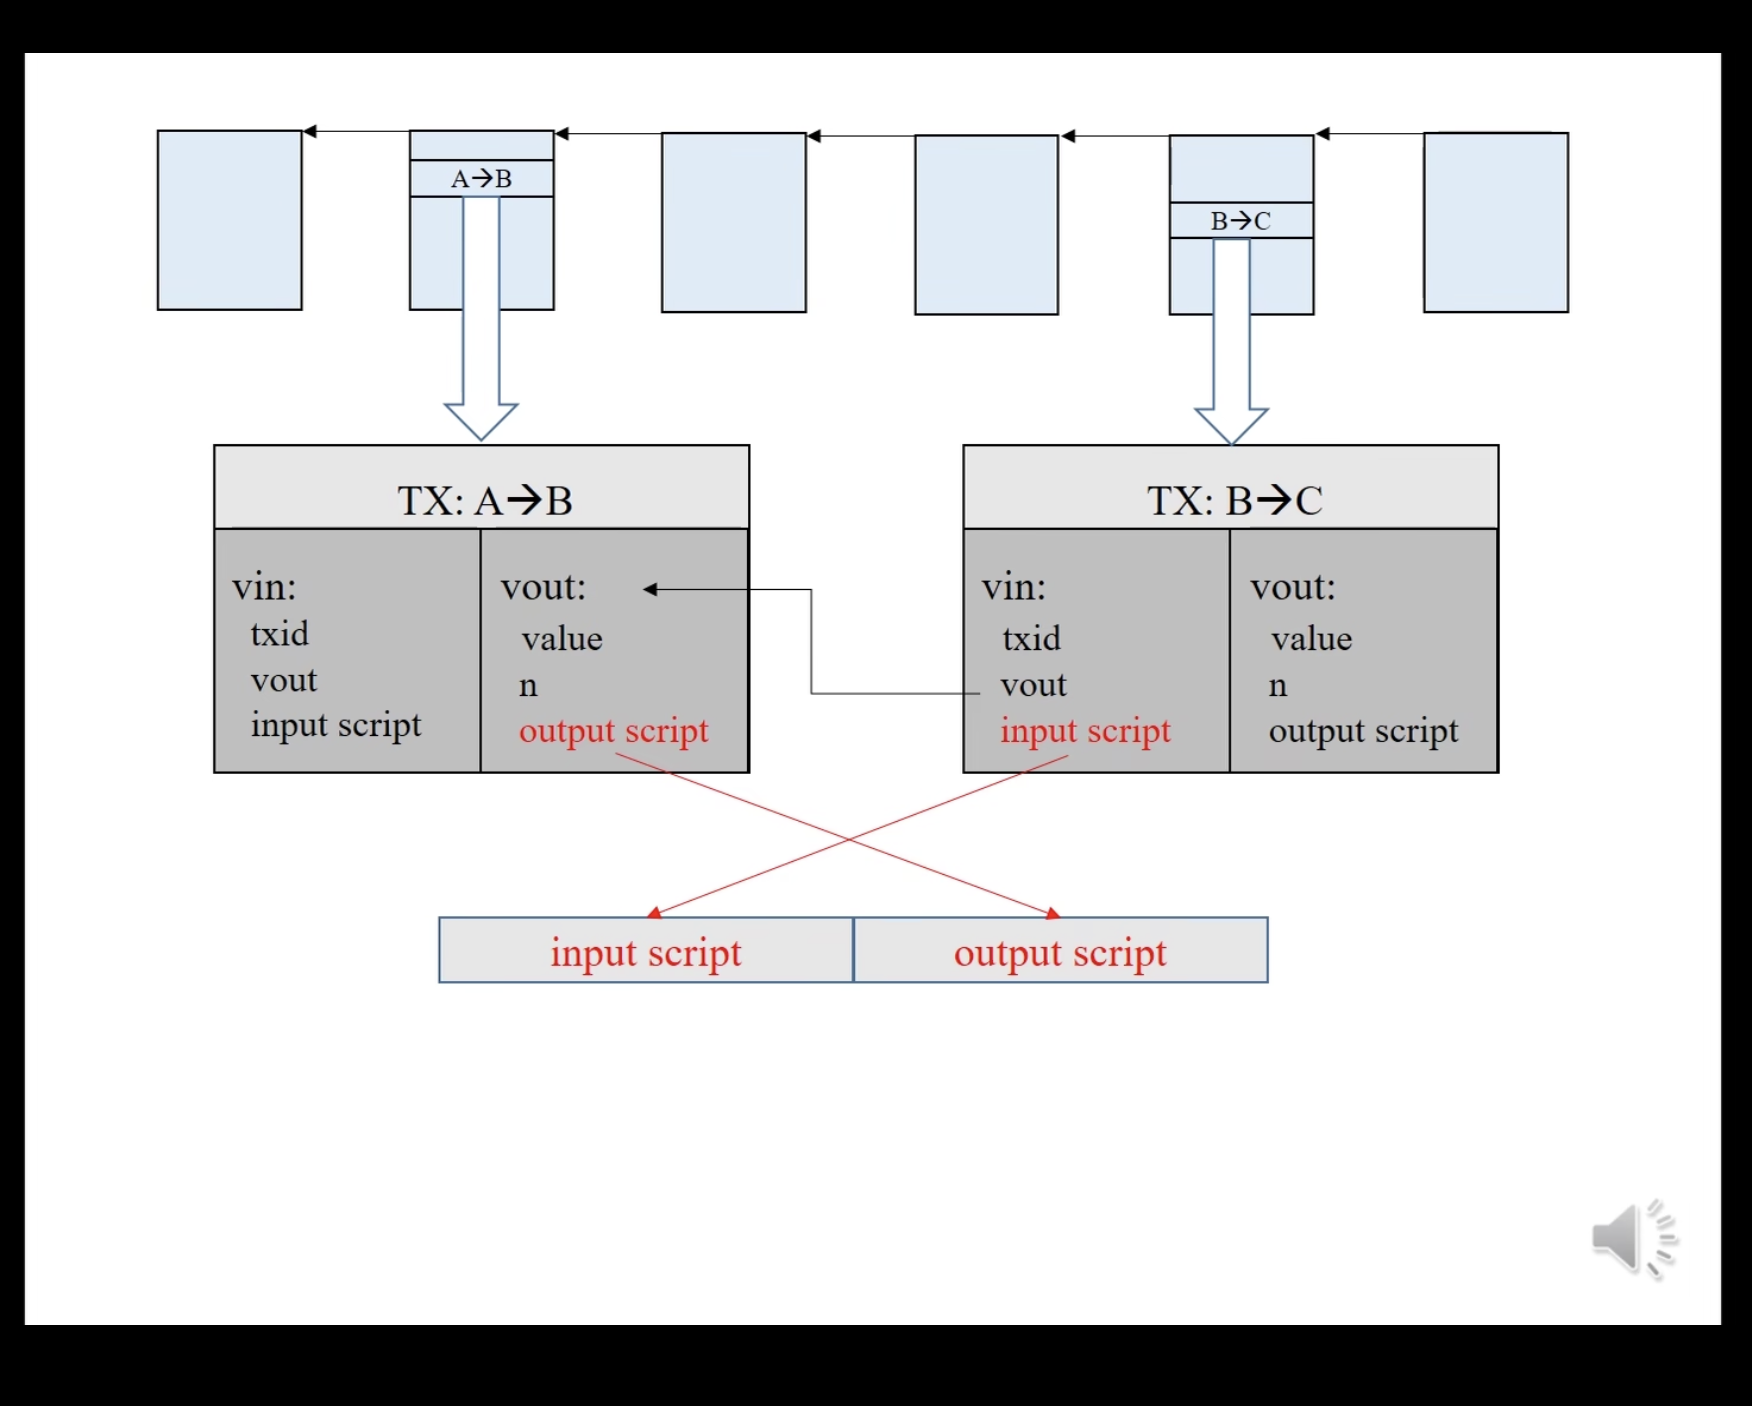 A→B
B→C
TX: A→B
vin:
txid
vout
input script
vout:
value
n
output script
TX: B→C
vin:
txid
vout
input script
vout:
value
n
output script
input script
output script